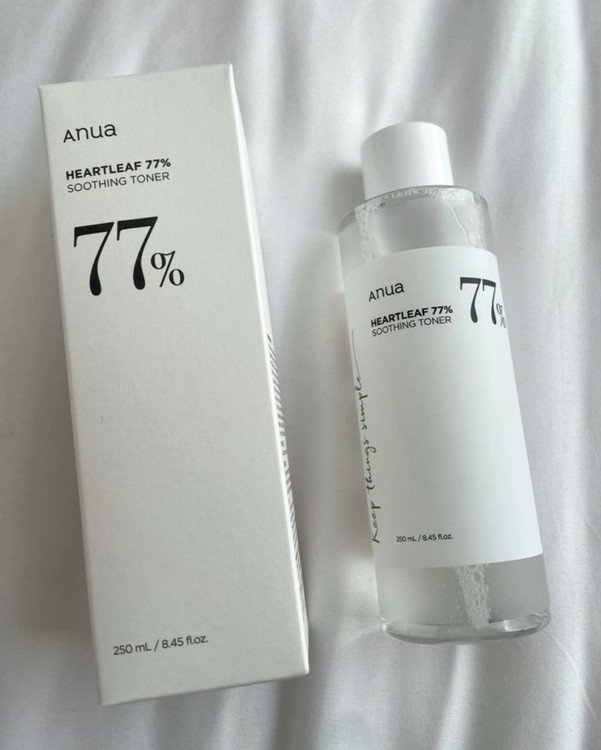 Anua
HEARTLEAF 77%
SOOTHING TONER
77%
250 mL / 8.45 fl.oz.
Anua
77%
HEARTLEAF 77%
SOOTHING TONER
Keep things simple
250 mL / 8.45 fl.oz.